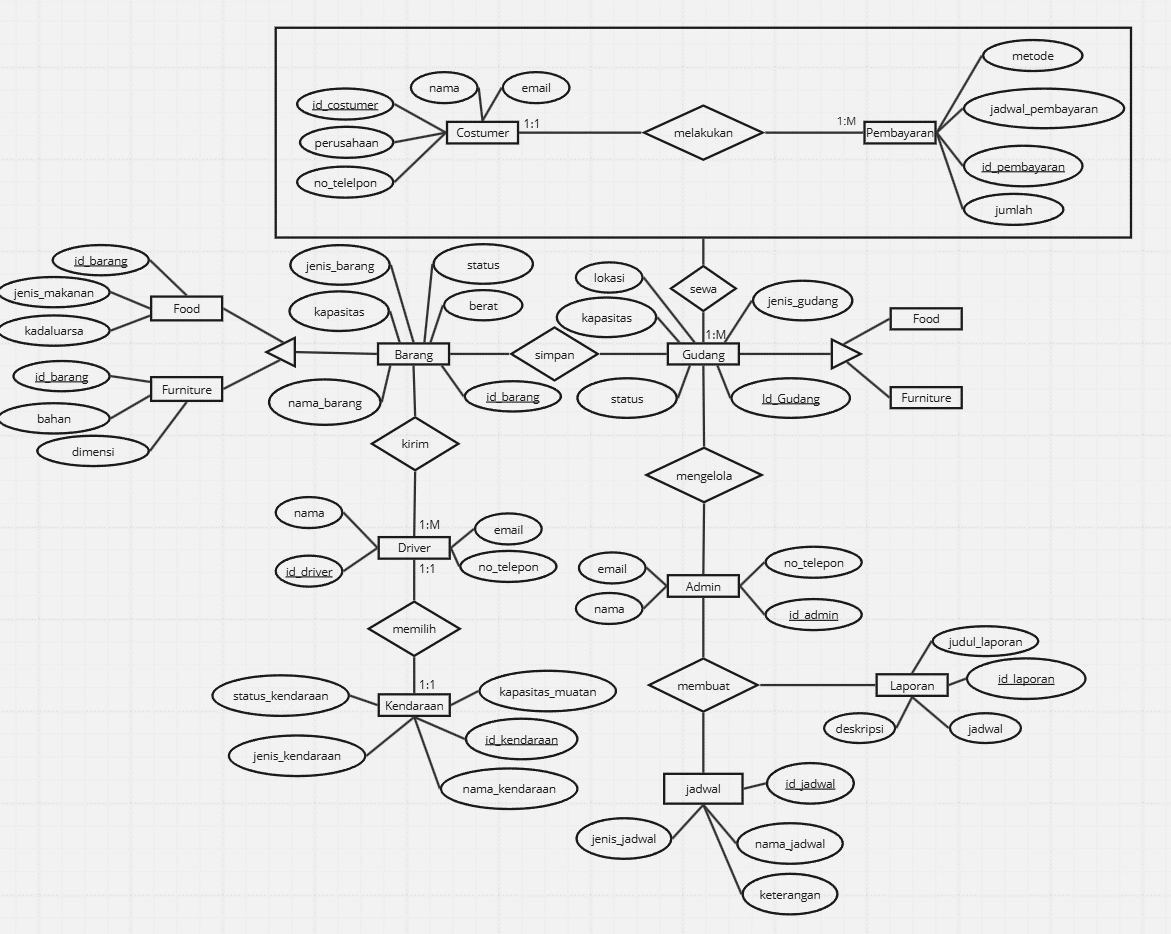 metode
nama
email
id_costumer
jadwal_pembayaran
Costumer
1:1
melakukan
1:M
Pembayaran
perusahaan
id_pembayaran
no_telelpon
jumlah
id_barang
jenis_barang
status
lokasi
sewa
jenis_gudang
jenis_makanan
Food
kapasitas
berat
kapasitas
Food
kadaluarsa
1:M
Barang
simpan
Gudang
id_barang
Furniture
nama_barang
id_barang
status
Id_Gudang
Furniture
bahan
dimensi
kirim
mengelola
nama
1:M
email
Driver
id_driver
1:1
no_telepon
email
no_telepon
Admin
nama
id_admin
memilih
judul_laporan
status_kendaraan
1:1
kapasitas_muatan
membuat
Laporan
id_laporan
Kendaraan
jenis_kendaraan
id_kendaraan
deskripsi
jadwal
nama_kendaraan
jadwal
id_jadwal
jenis_jadwal
nama_jadwal
keterangan